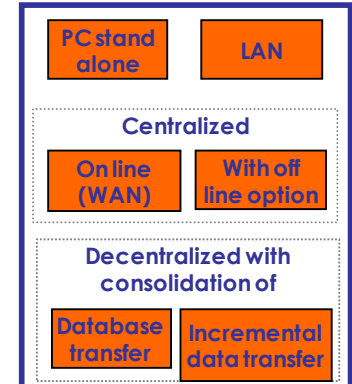 PC stand
alone
LAN
Centralized
On line
(WAN)
With off
line option
Decentralized with
consolidation of
Database
transfer
Incremental
data transfer